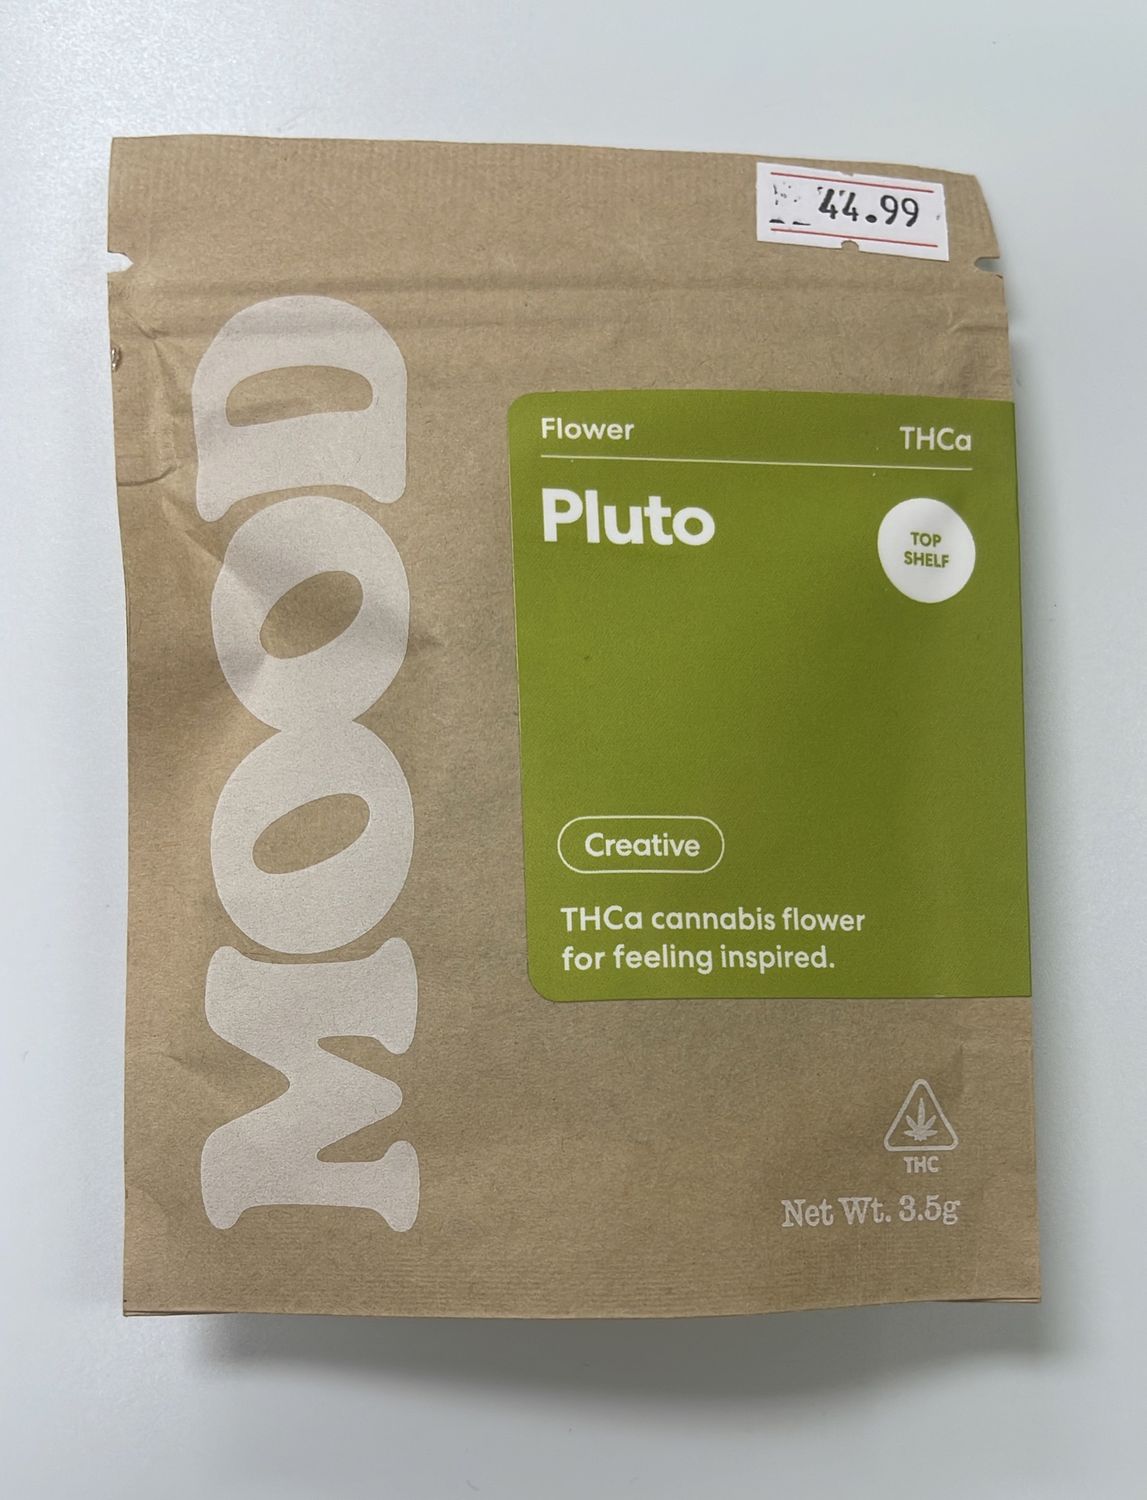 44.99
MOOD
Flower THCa
Pluto
TOP
SHELF
Creative
THCa cannabis flower
for feeling inspired.
THC
Net Wt. 3.5g